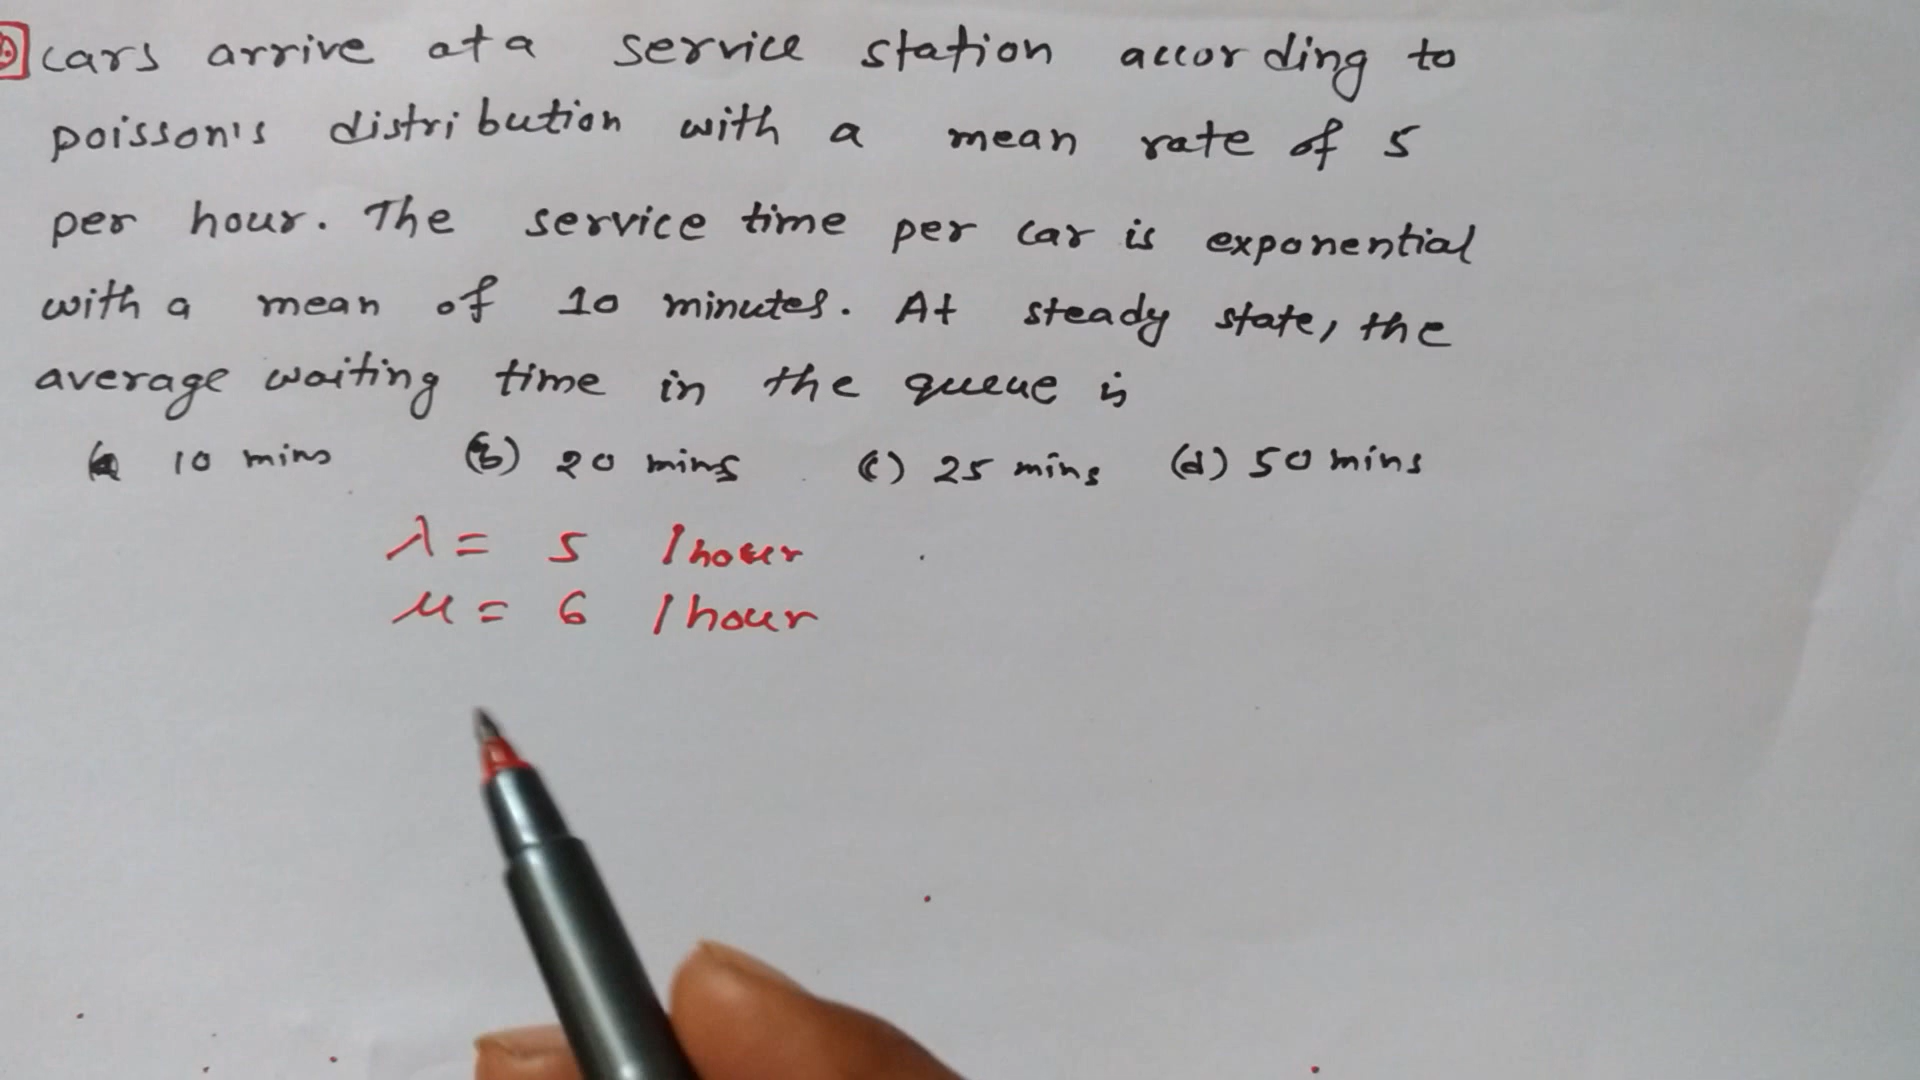 cars arrive at a service station according to
poisson's distribution with a mean rate of 5
per hour. The service time per car is exponential
with a mean of 10 minutes. At steady state, the
average waiting time in the queue is
(a 10 mins (b) 20 mins (c) 25 mins (d) 50 mins
λ = 5 / hour
μ = 6 / hour